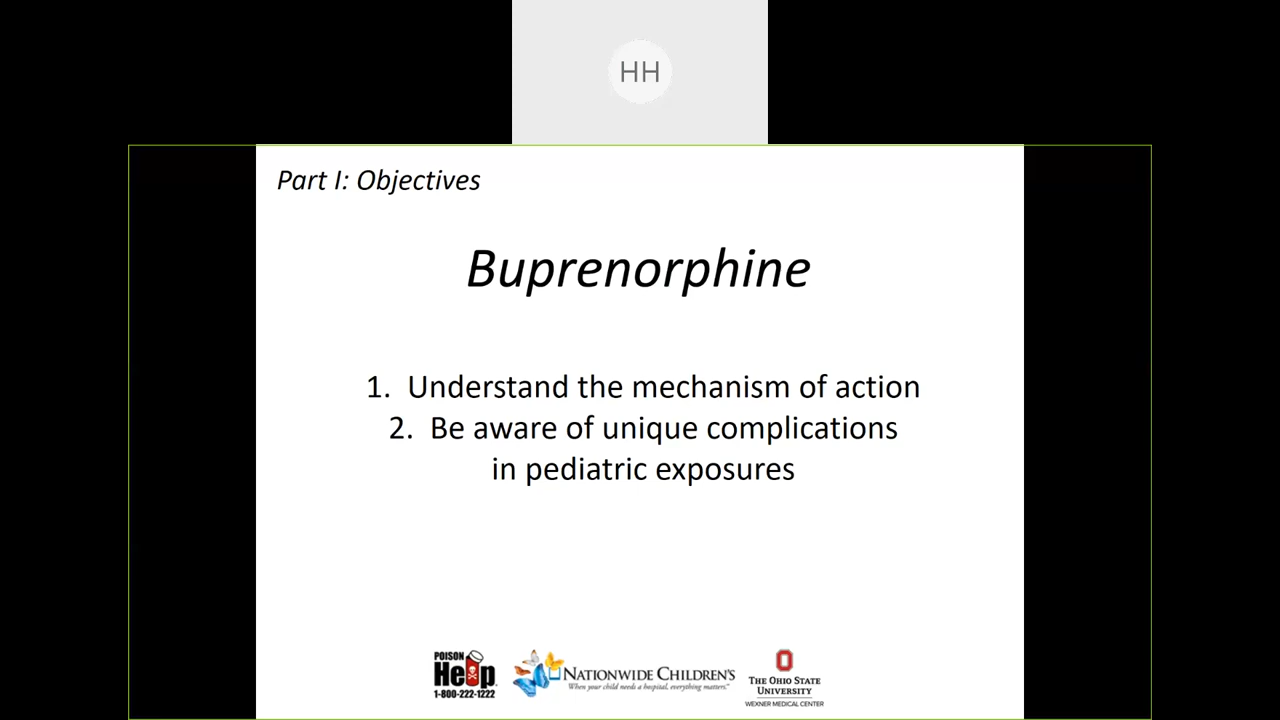 HH
Part I: Objectives
Buprenorphine
1. Understand the mechanism of action
2. Be aware of unique complications
in pediatric exposures
POISON
Help
1-800-222-1222
NATIONWIDE CHILDREN'S
When your child needs a hospital, everything matters.™
THE OHIO STATE
UNIVERSITY
WEXNER MEDICAL CENTER